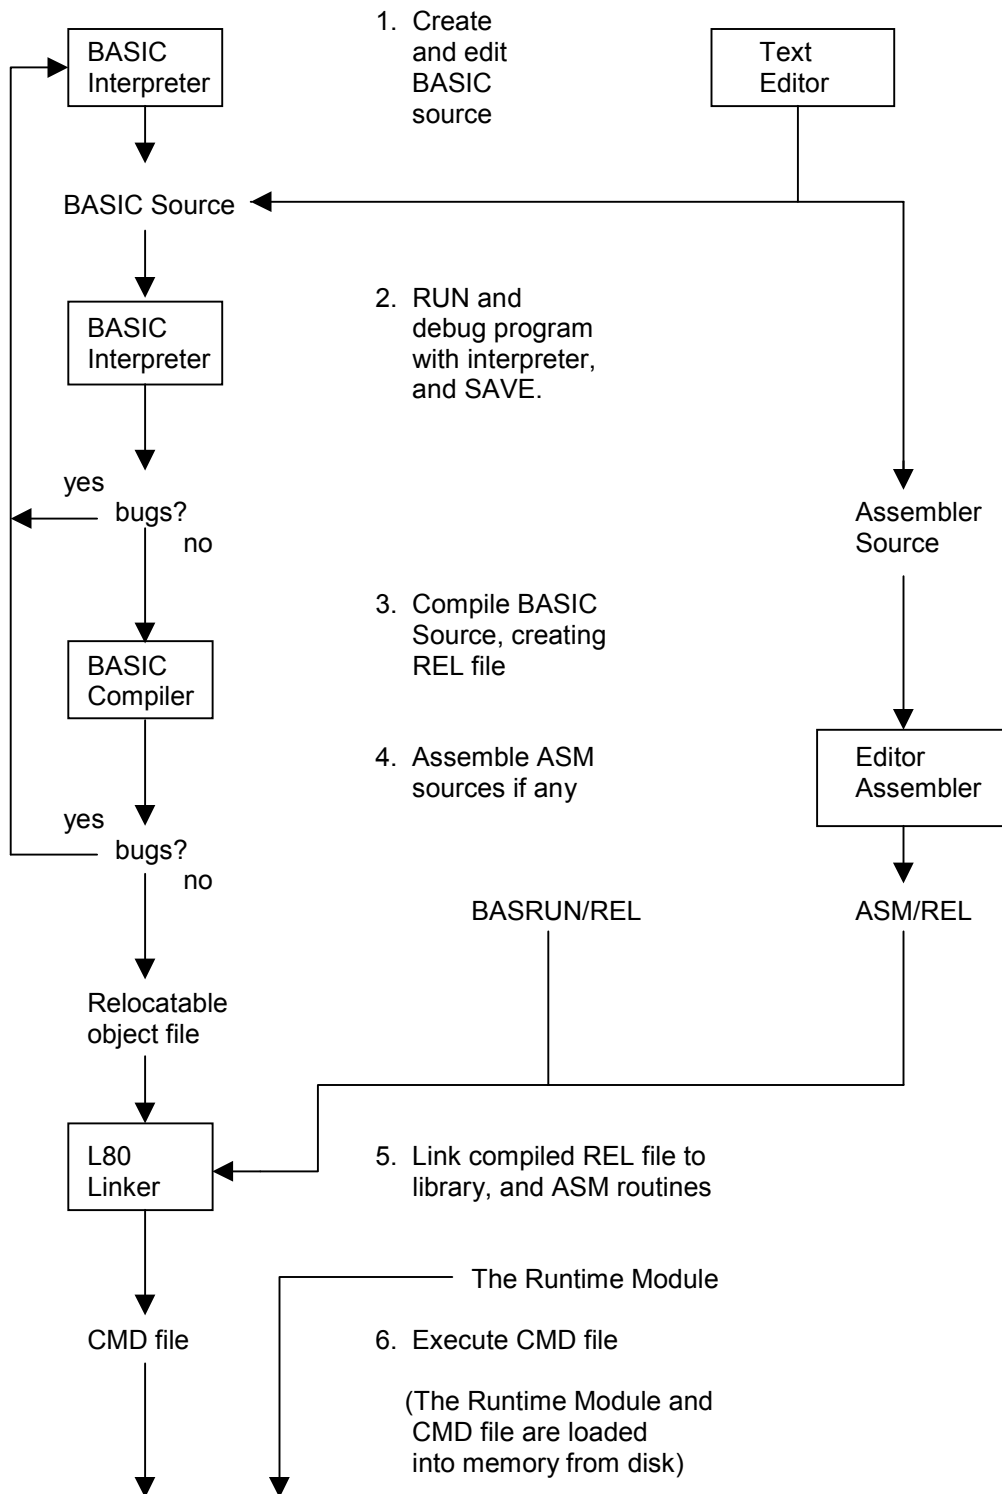 1. Create
and edit
BASIC
source
BASIC
Interpreter
Text
Editor
BASIC Source
BASIC
Interpreter
2. RUN and
debug program
with interpreter,
and SAVE.
yes
bugs?
no
Assembler
Source
3. Compile BASIC
Source, creating
REL file
BASIC
Compiler
4. Assemble ASM
sources if any
Editor
Assembler
yes
bugs?
no
BASRUN/REL
ASM/REL
Relocatable
object file
L80
Linker
5. Link compiled REL file to
library, and ASM routines
The Runtime Module
CMD file
6. Execute CMD file
(The Runtime Module and
CMD file are loaded
into memory from disk)